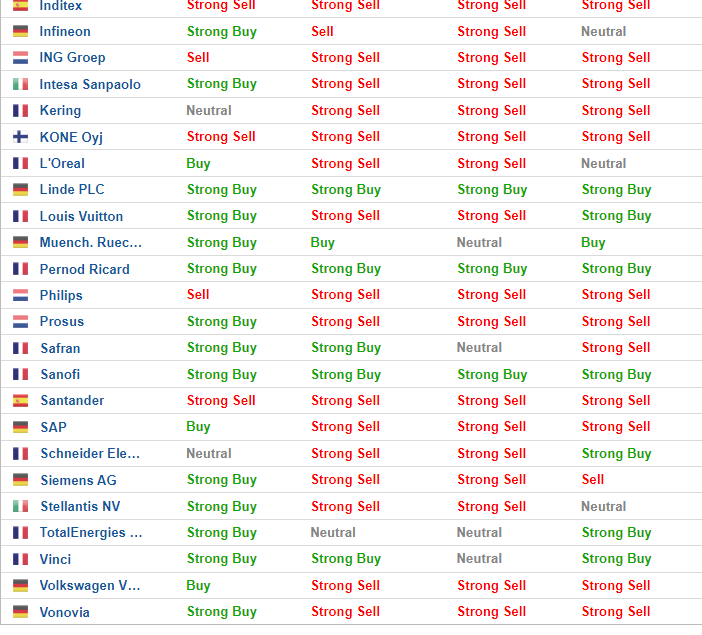 Inditex Strong Sell Strong Sell Strong Sell Strong Sell
Infineon Strong Buy Sell Strong Sell Neutral
ING Groep Sell Strong Sell Strong Sell Strong Sell
Intesa Sanpaolo Strong Buy Strong Sell Strong Sell Strong Sell
Kering Neutral Strong Sell Strong Sell Strong Sell
KONE Oyj Strong Sell Strong Sell Strong Sell Strong Sell
L'Oreal Buy Strong Sell Strong Sell Neutral
Linde PLC Strong Buy Strong Buy Strong Buy Strong Buy
Louis Vuitton Strong Buy Strong Sell Strong Sell Strong Buy
Muench. Ruec... Strong Buy Buy Neutral Buy
Pernod Ricard Strong Buy Strong Buy Strong Buy Strong Buy
Philips Sell Strong Sell Strong Sell Strong Sell
Prosus Strong Buy Strong Sell Strong Sell Strong Sell
Safran Strong Buy Strong Buy Neutral Strong Sell
Sanofi Strong Buy Strong Buy Strong Buy Strong Buy
Santander Strong Sell Strong Sell Strong Sell Strong Sell
SAP Buy Strong Sell Strong Sell Strong Sell
Schneider Ele... Neutral Strong Sell Strong Sell Strong Buy
Siemens AG Strong Buy Strong Sell Strong Sell Sell
Stellantis NV Strong Buy Strong Sell Strong Sell Neutral
TotalEnergies ... Strong Buy Neutral Neutral Strong Buy
Vinci Strong Buy Strong Buy Neutral Strong Buy
Volkswagen V... Buy Strong Sell Strong Sell Strong Sell
Vonovia Strong Buy Strong Sell Strong Sell Strong Sell